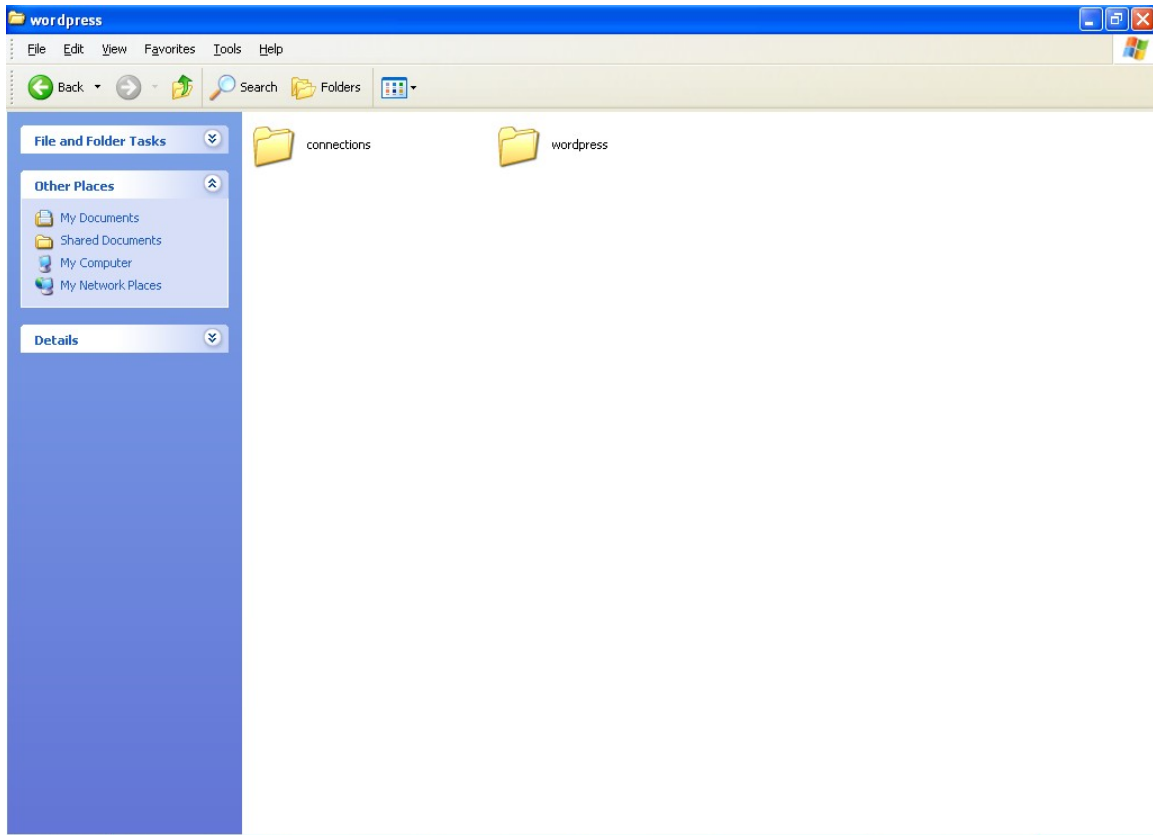 wordpress
File Edit View Favorites Tools Help
Back Search Folders
File and Folder Tasks
Other Places
My Documents
Shared Documents
My Computer
My Network Places
Details
connections wordpress